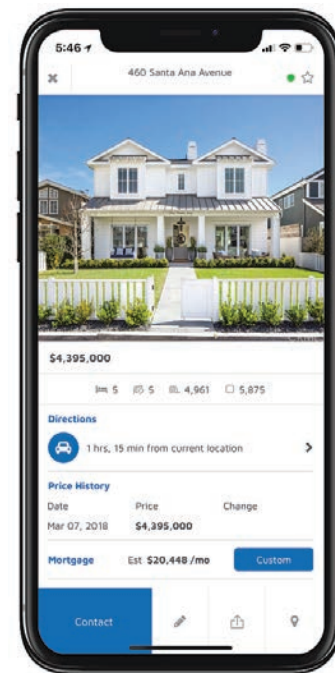 5:46
460 Santa Ana Avenue
$4,395,000
5 5 4,961 5,875
Directions
1 hrs, 15 min from current location
Price History
Date Price Change
Mar 07, 2018 $4,395,000
Mortgage Est $20,448 /mo Custom
Contact